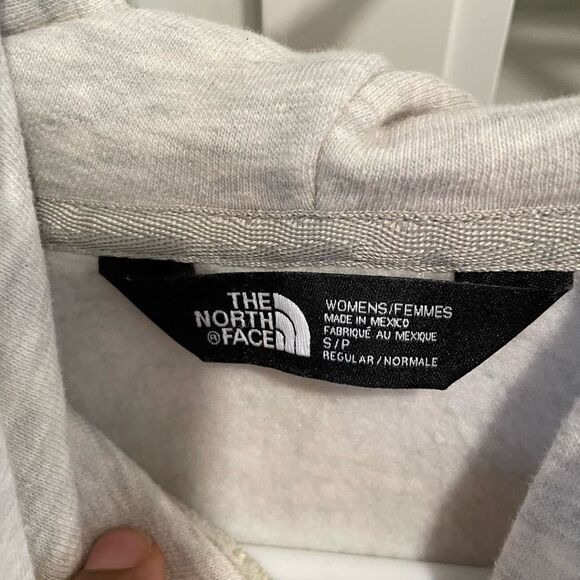 THE
NORTH
®FACE
WOMENS/FEMMES
MADE IN MEXICO
FABRIQUÉ AU MEXIQUE
S/P
REGULAR/NORMALE